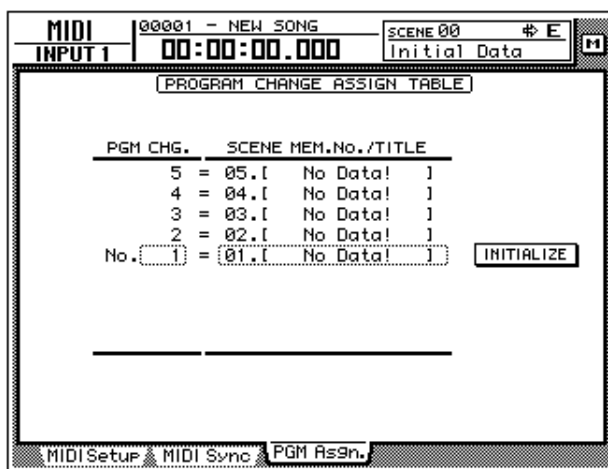 MIDI
INPUT 1
00001 - NEW SONG
00:00:00.000
SCENE 00
E
Initial Data
M
PROGRAM CHANGE ASSIGN TABLE
PGM CHG. SCENE MEM.No./TITLE
5 = 05.[ No Data! ]
4 = 04.[ No Data! ]
3 = 03.[ No Data! ]
2 = 02.[ No Data! ]
No. 1 = 01.[ No Data! ]
INITIALIZE
MIDI Setup MIDI Sync PGM Asgn.